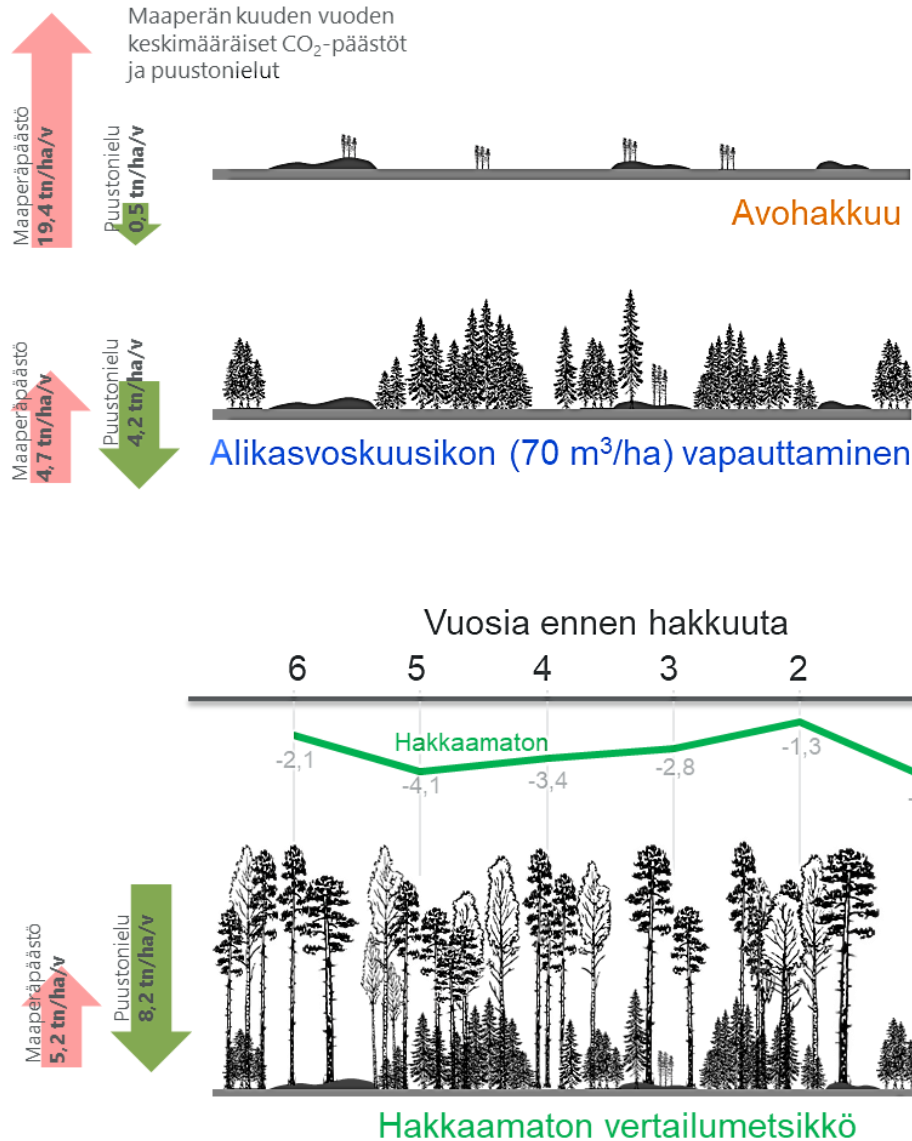 Maaperän kuuden vuoden
keskimääräiset CO₂-päästöt
ja puustonielut
Maaperäpäästö
19,4 tn/ha/v
Puustonielu
0,5 tn/ha/v
Avohakkuu
Maaperäpäästö
4,7 tn/ha/v
Puustonielu
4,2 tn/ha/v
Alikasvoskuusikon (70 m³/ha) vapauttaminen
Vuosia ennen hakkuuta
6 5 4 3 2
Hakkaamaton
-2,1 -4,1 -3,4 -2,8 -1,3 -
Maaperäpäästö
5,2 tn/ha/v
Puustonielu
8,2 tn/ha/v
Hakkaamaton vertailumetsikkö